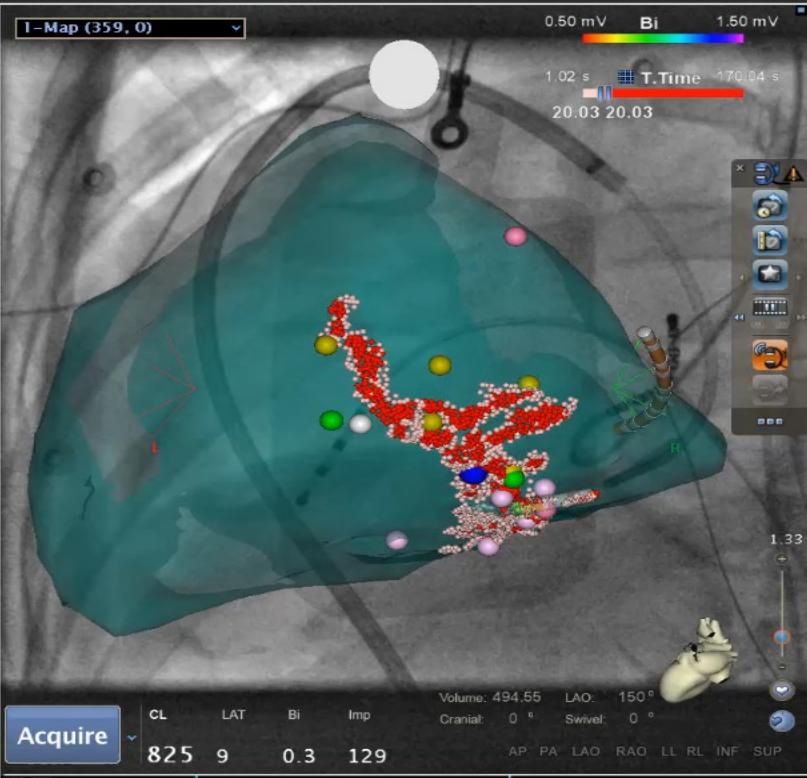 1-Map (359, 0)
0.50 mV Bi 1.50 mV
1.02 s T.Time 170.04 s
20.03 20.03
L
R
1.33
Volume: 494.55 LAO: 150°
Cranial: 0 ° Swivel: 0 °
Acquire
CL LAT Bi Imp
825 9 0.3 129
AP PA LAO RAO LL RL INF SUP